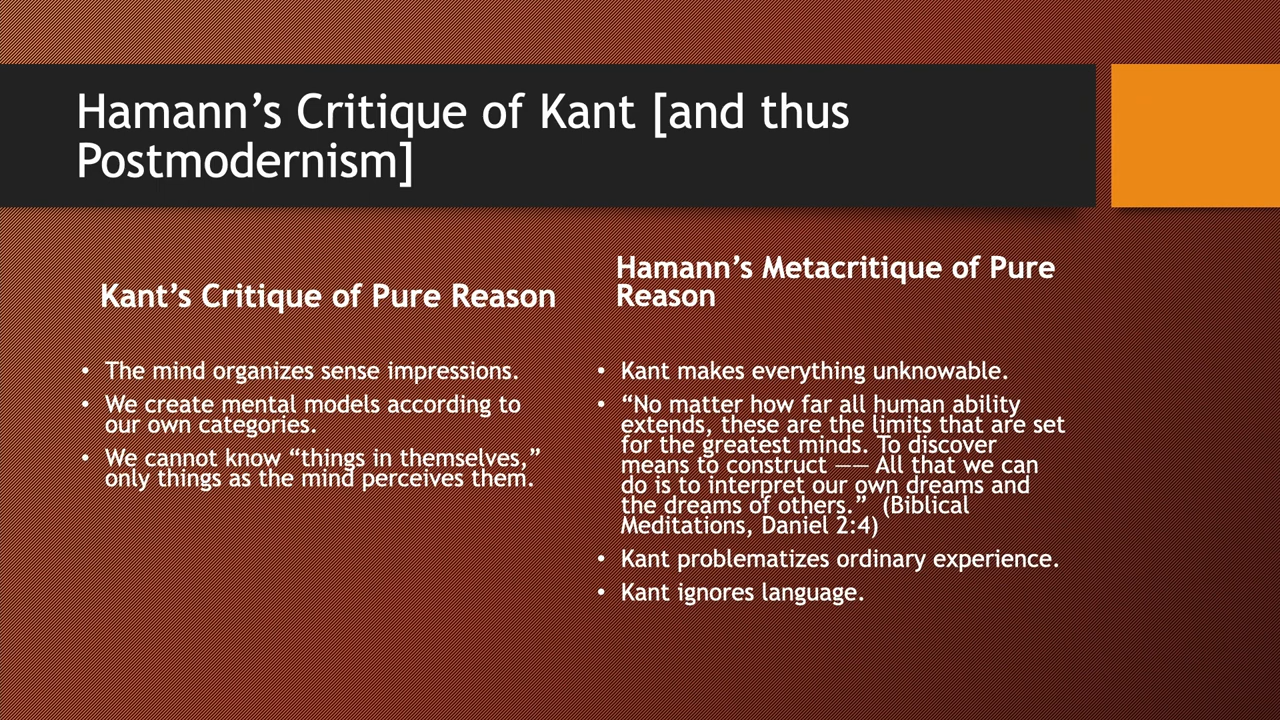 Hamann’s Critique of Kant [and thus
Postmodernism]
Kant’s Critique of Pure Reason
• The mind organizes sense impressions.
• We create mental models according to
our own categories.
• We cannot know “things in themselves,”
only things as the mind perceives them.
Hamann’s Metacritique of Pure
Reason
• Kant makes everything unknowable.
• “No matter how far all human ability
extends, these are the limits that are set
for the greatest minds. To discover
means to construct —— All that we can
do is to interpret our own dreams and
the dreams of others.”  (Biblical
Meditations, Daniel 2:4)
• Kant problematizes ordinary experience.
• Kant ignores language.